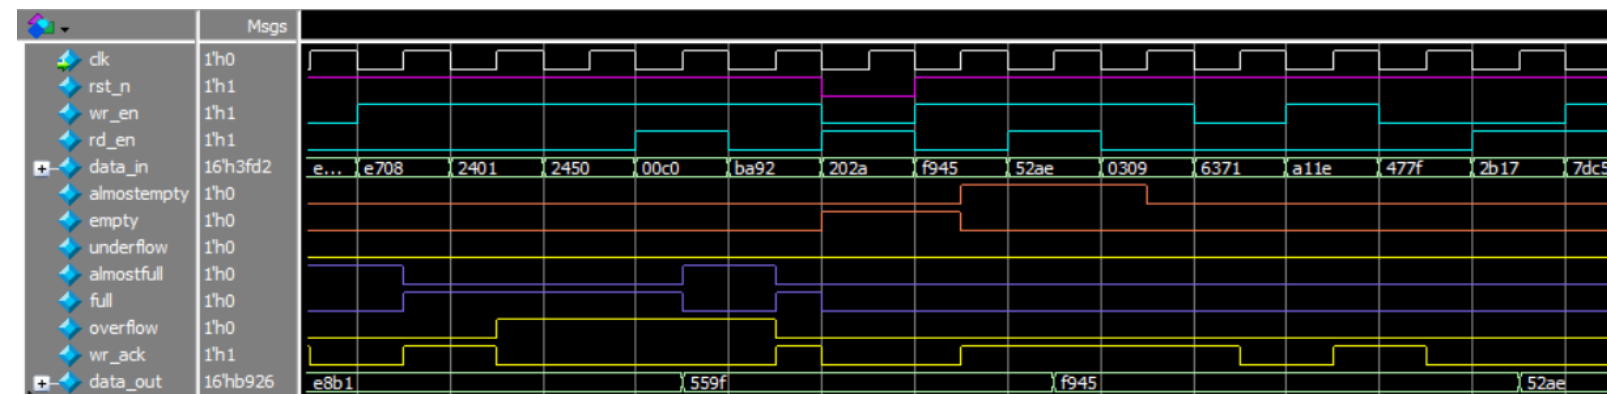 Msgs
clk 1'h0
rst_n 1'h1
wr_en 1'h1
rd_en 1'h1
data_in 16'h3fd2 e... e708 2401 2450 00c0 ba92 202a f945 52ae 0309 6371 a11e 477f 2b17 7dc5
almostempty 1'h0
empty 1'h0
underflow 1'h0
almostfull 1'h0
full 1'h0
overflow 1'h0
wr_ack 1'h1
data_out 16'hb926 e8b1 559f f945 52ae